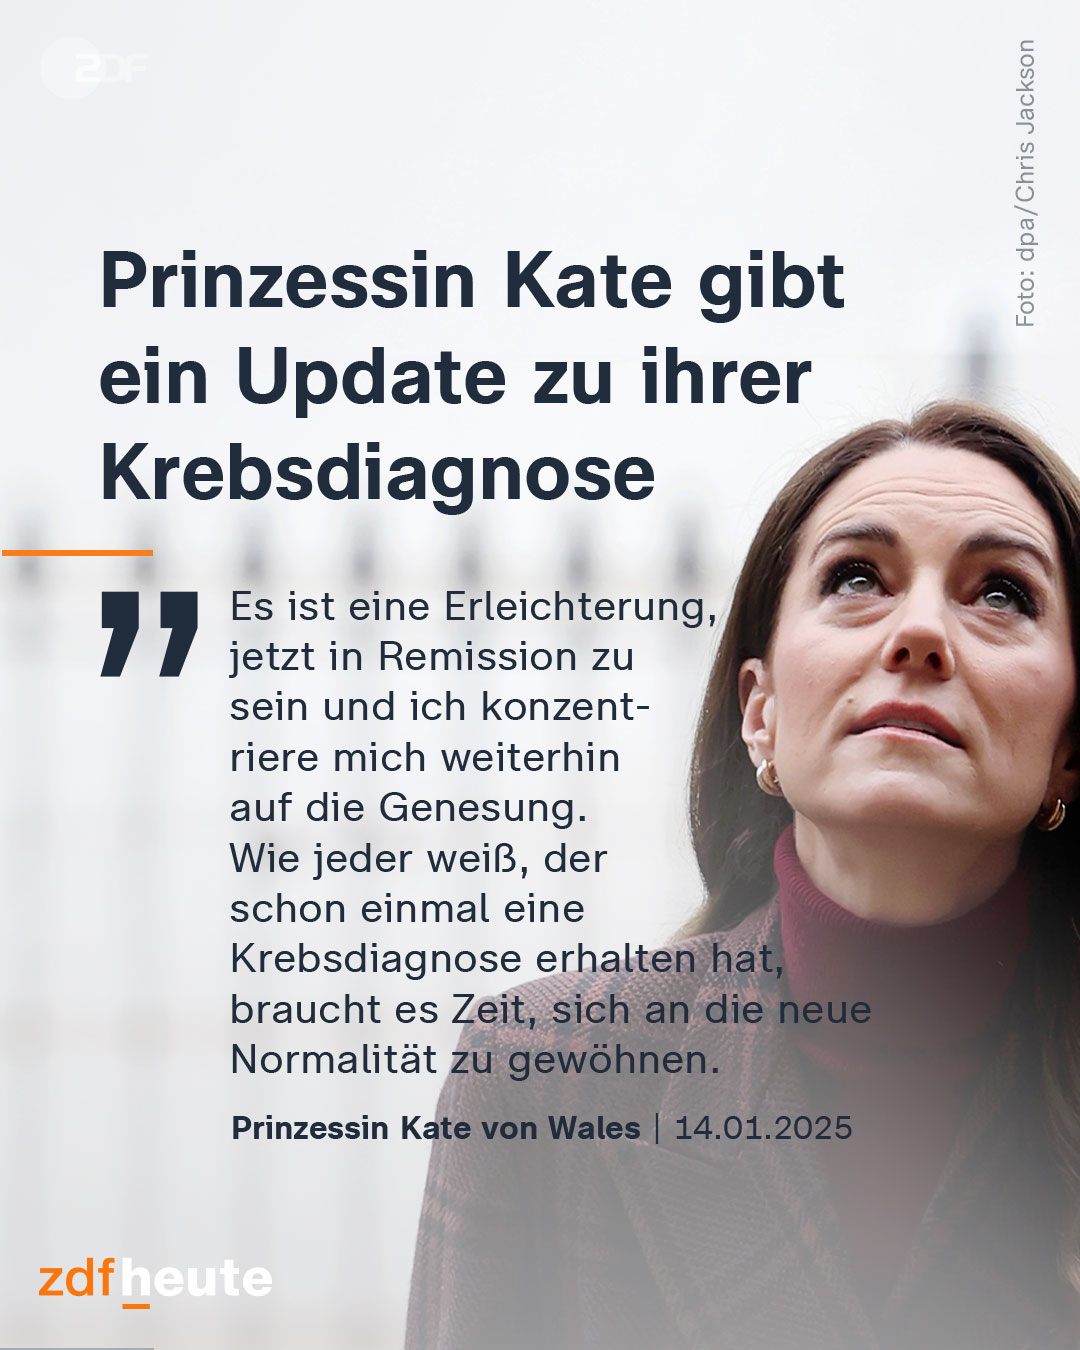 ZDF
Foto: dpa/Chris Jackson
Prinzessin Kate gibt
ein Update zu ihrer
Krebsdiagnose
” Es ist eine Erleichterung,
jetzt in Remission zu
sein und ich konzent-
riere mich weiterhin
auf die Genesung.
Wie jeder weiß, der
schon einmal eine
Krebsdiagnose erhalten hat,
braucht es Zeit, sich an die neue
Normalität zu gewöhnen.
Prinzessin Kate von Wales | 14.01.2025
zdfheute